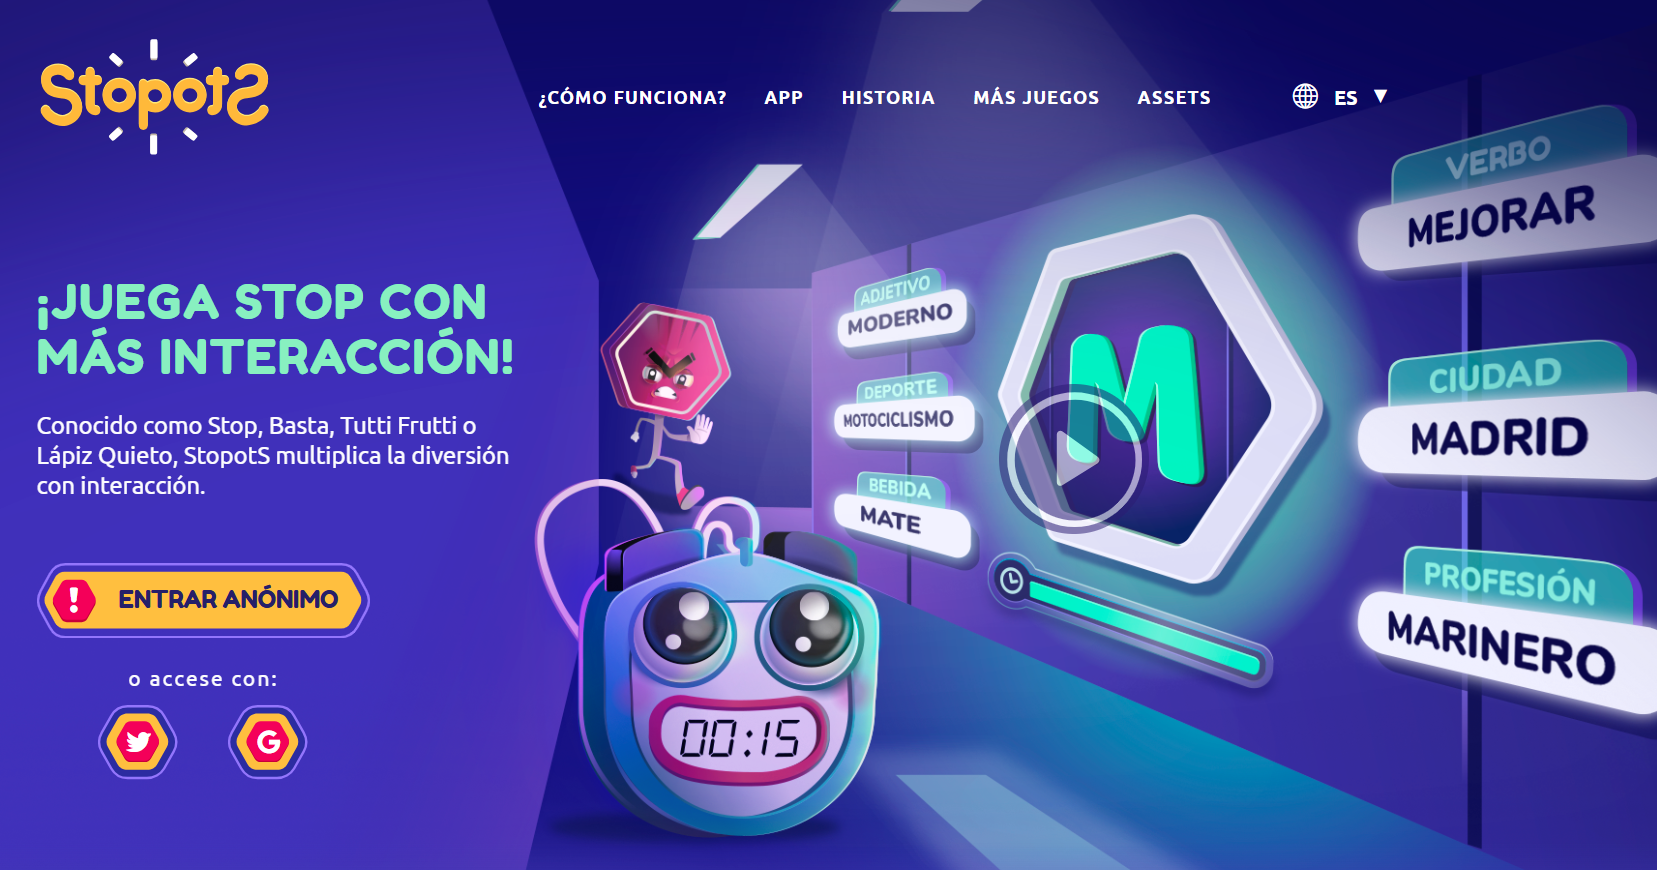 StopotS
¿CÓMO FUNCIONA? APP HISTORIA MÁS JUEGOS ASSETS ES
¡JUEGA STOP CON
MÁS INTERACCIÓN!
Conocido como Stop, Basta, Tutti Frutti o
Lápiz Quieto, StopotS multiplica la diversión
con interacción.
! ENTRAR ANÓNIMO
o accese con:
G
ADJETIVO
MODERNO
DEPORTE
MOTOCICLISMO
BEBIDA
MATE
M
00:15
VERBO
MEJORAR
CIUDAD
MADRID
PROFESIÓN
MARINERO